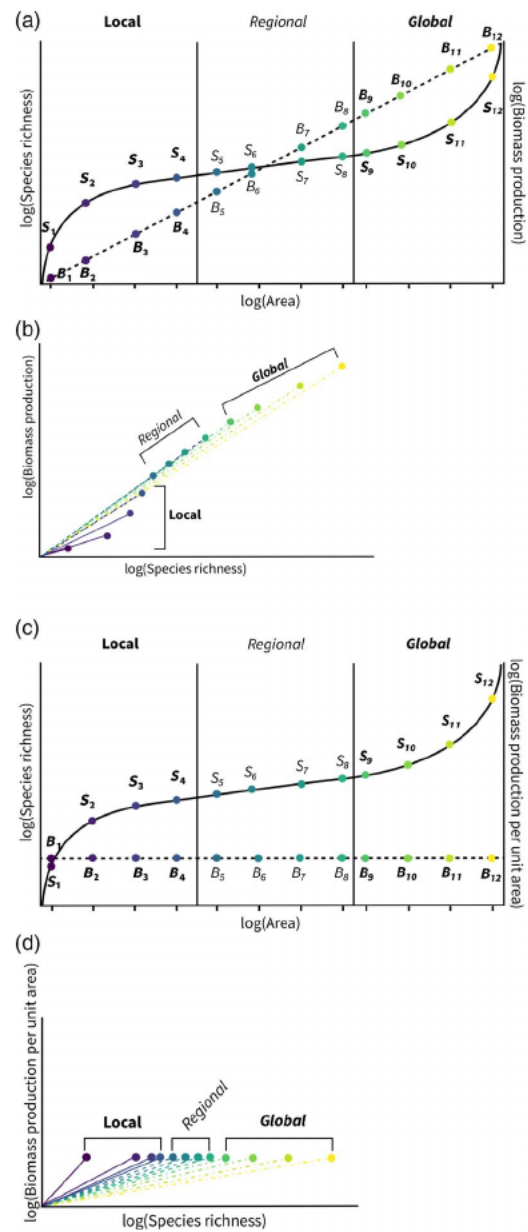 (a)
Local Regional Global
log(Species richness)
log(Biomass production)
B₁₂
B₁₁
B₁₀
B₉
B₈
B₇
S₁₂
S₁₁
S₁ S₂ S₃ S₄ S₅ S₆ S₇ S₈ S₉ S₁₀
B₁ B₂ B₃ B₄ B₅ B₆
log(Area)
(b)
log(Biomass production)
Global
Regional
Local
log(Species richness)
(c)
Local Regional Global
log(Species richness)
log(Biomass production per unit area)
S₁₂
S₂ S₃ S₄ S₅ S₆ S₇ S₈ S₉ S₁₀ S₁₁
B₁
S₁
B₂ B₃ B₄ B₅ B₆ B₇ B₈ B₉ B₁₀ B₁₁ B₁₂
log(Area)
(d)
log(Biomass production per unit area)
Local Regional Global
log(Species richness)